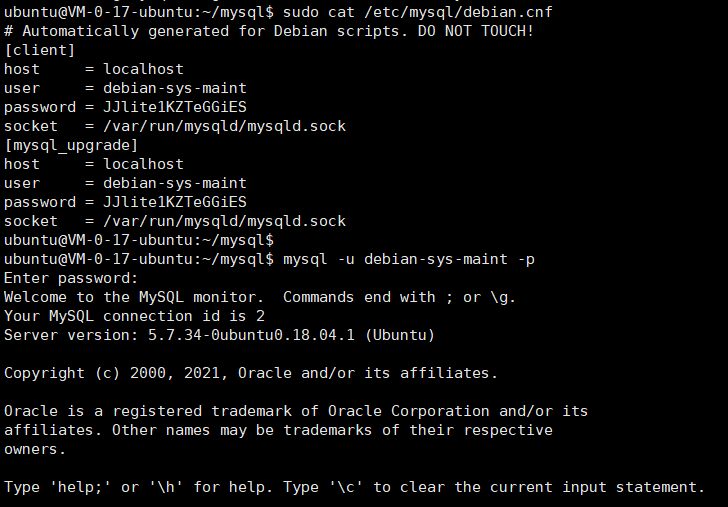 ubuntu@VM-0-17-ubuntu:~/mysql$ sudo cat /etc/mysql/debian.cnf
# Automatically generated for Debian scripts. DO NOT TOUCH!
[client]
host     = localhost
user     = debian-sys-maint
password = JJlite1KZTeGGiES
socket   = /var/run/mysqld/mysqld.sock
[mysql_upgrade]
host     = localhost
user     = debian-sys-maint
password = JJlite1KZTeGGiES
socket   = /var/run/mysqld/mysqld.sock
ubuntu@VM-0-17-ubuntu:~/mysql$
ubuntu@VM-0-17-ubuntu:~/mysql$ mysql -u debian-sys-maint -p
Enter password:
Welcome to the MySQL monitor.  Commands end with ; or \g.
Your MySQL connection id is 2
Server version: 5.7.34-0ubuntu0.18.04.1 (Ubuntu)

Copyright (c) 2000, 2021, Oracle and/or its affiliates.

Oracle is a registered trademark of Oracle Corporation and/or its
affiliates. Other names may be trademarks of their respective
owners.

Type 'help;' or '\h' for help. Type '\c' to clear the current input statement.